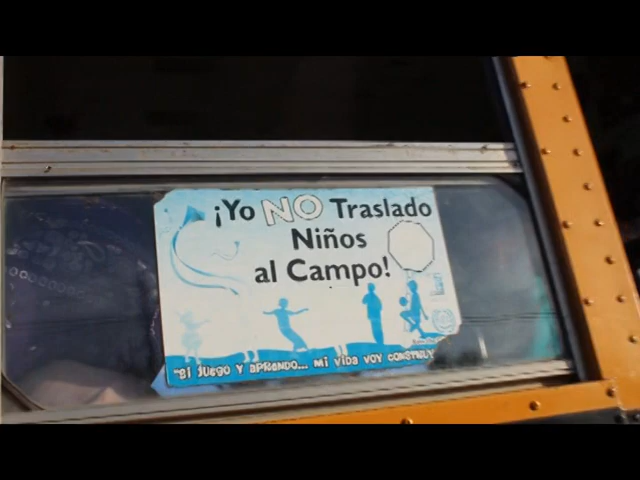 ¡Yo NO Traslado
Niños
al Campo!
"Si Juego y aprendo... mi vida voy construy